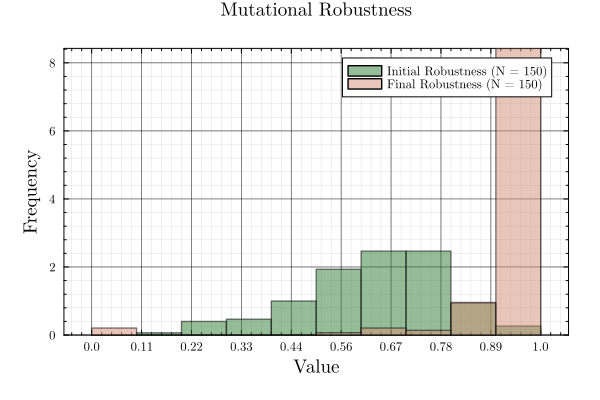 Mutational Robustness
Frequency
8
6
4
2
0
Initial Robustness (N = 150)
Final Robustness (N = 150)
0.0 0.11 0.22 0.33 0.44 0.56 0.67 0.78 0.89 1.0
Value